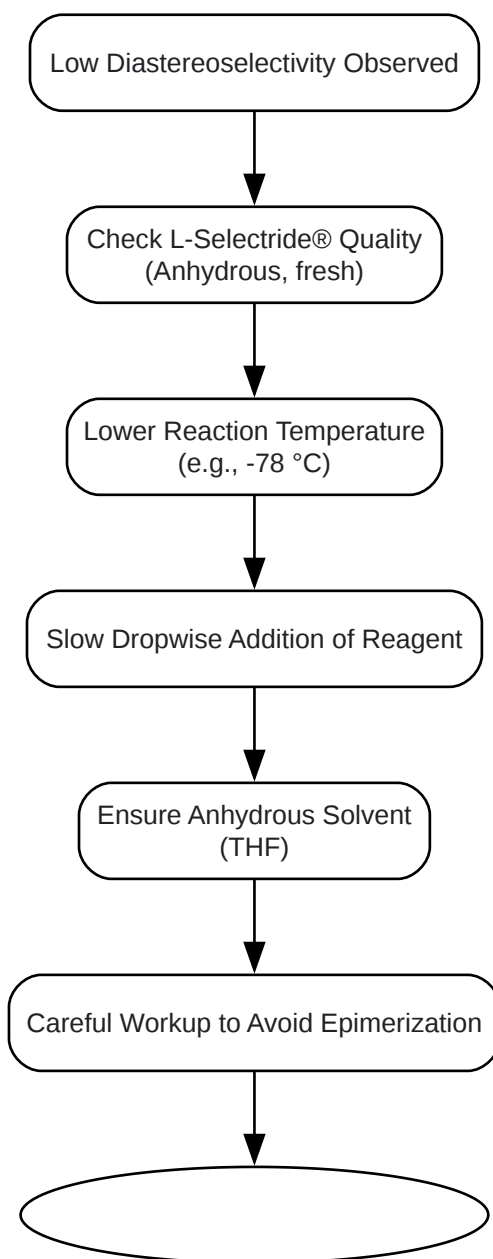 Low Diastereoselectivity Observed
Check L-Selectride® Quality
(Anhydrous, fresh)
Lower Reaction Temperature
(e.g., -78 °C)
Slow Dropwise Addition of Reagent
Ensure Anhydrous Solvent
(THF)
Careful Workup to Avoid Epimerization